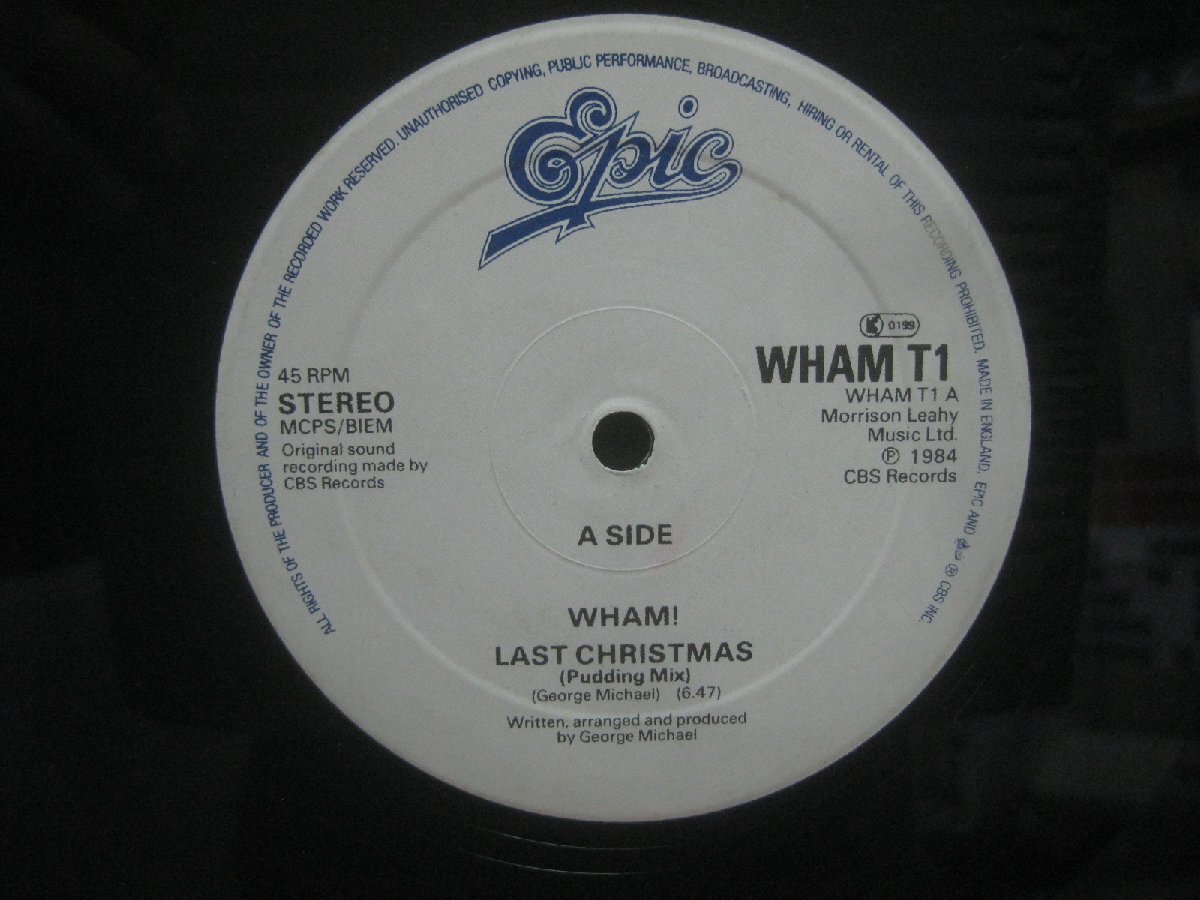 ALL RIGHTS OF THE PRODUCER AND OF THE OWNER OF THE RECORDED WORK RESERVED. UNAUTHORISED COPYING, PUBLIC PERFORMANCE, BROADCASTING, HIRING OR RENTAL OF THIS RECORDING PROHIBITED. MADE IN ENGLAND. EPIC AND ® CBS INC.
Epic
K 0199
WHAM T1
WHAM T1 A
Morrison Leahy
Music Ltd.
℗ 1984
CBS Records
45 RPM
STEREO
MCPS/BIEM
Original sound
recording made by
CBS Records
A SIDE
WHAM!
LAST CHRISTMAS
(Pudding Mix)
(George Michael) (6.47)
Written, arranged and produced
by George Michael